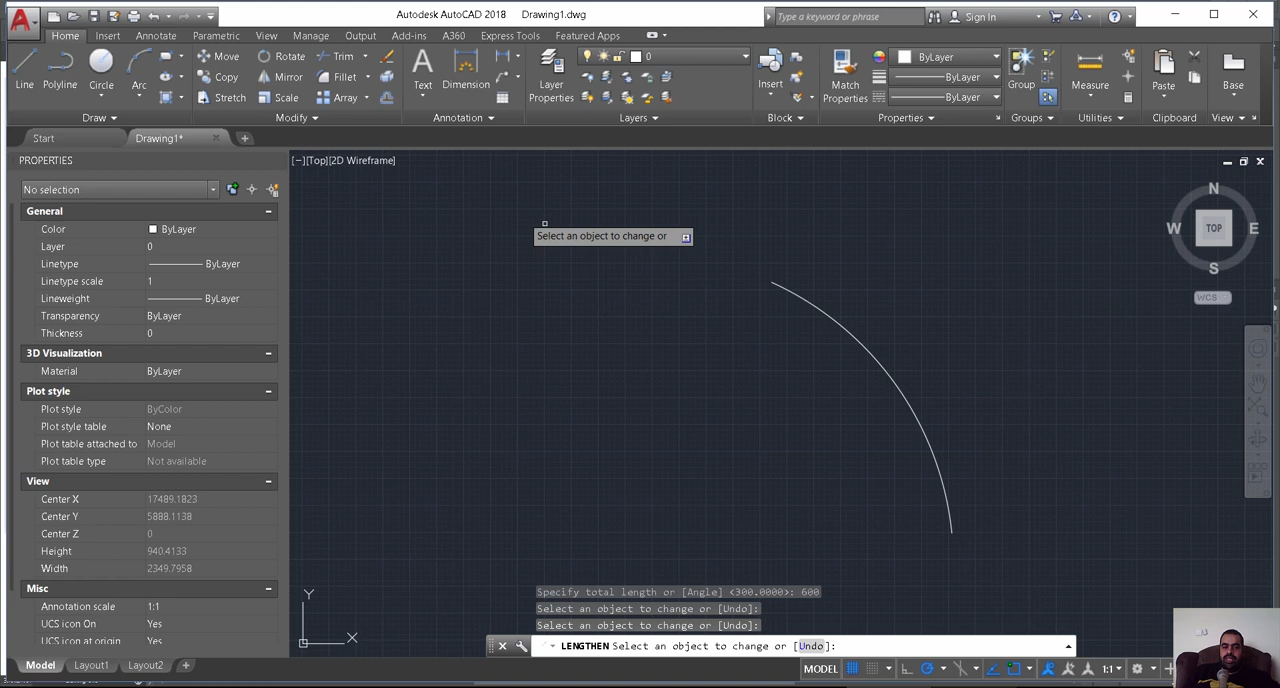 Autodesk AutoCAD 2018 Drawing1.dwg
Type a keyword or phrase
Sign In
Home Insert Annotate Parametric View Manage Output Add-ins A360 Express Tools Featured Apps
Line Polyline Circle Arc
Move Rotate Trim
Copy Mirror Fillet
Stretch Scale Array
Text Dimension
Layer Properties
0
Insert
Match Properties
ByLayer
ByLayer
ByLayer
Group Measure Paste Base
Draw Modify Annotation Layers Block Properties Groups Utilities Clipboard View
Start Drawing1*
PROPERTIES
[−][Top][2D Wireframe]
No selection
General
Color ByLayer
Layer 0
Linetype ByLayer
Linetype scale 1
Lineweight ByLayer
Transparency ByLayer
Thickness 0
3D Visualization
Material ByLayer
Plot style
Plot style ByColor
Plot style table None
Plot table attached to Model
Plot table type Not available
View
Center X 17489.1823
Center Y 5888.1138
Center Z 0
Height 940.4133
Width 2349.7958
Misc
Annotation scale 1:1
UCS icon On Yes
UCS icon at origin Yes
Select an object to change or
N
W TOP E
S
WCS
Y
X
Specify total length or [Angle] <300.0000>: 600
Select an object to change or [Undo]:
Select an object to change or [Undo]:
LENGTHEN Select an object to change or [Undo]:
Model Layout1 Layout2
MODEL 1:1